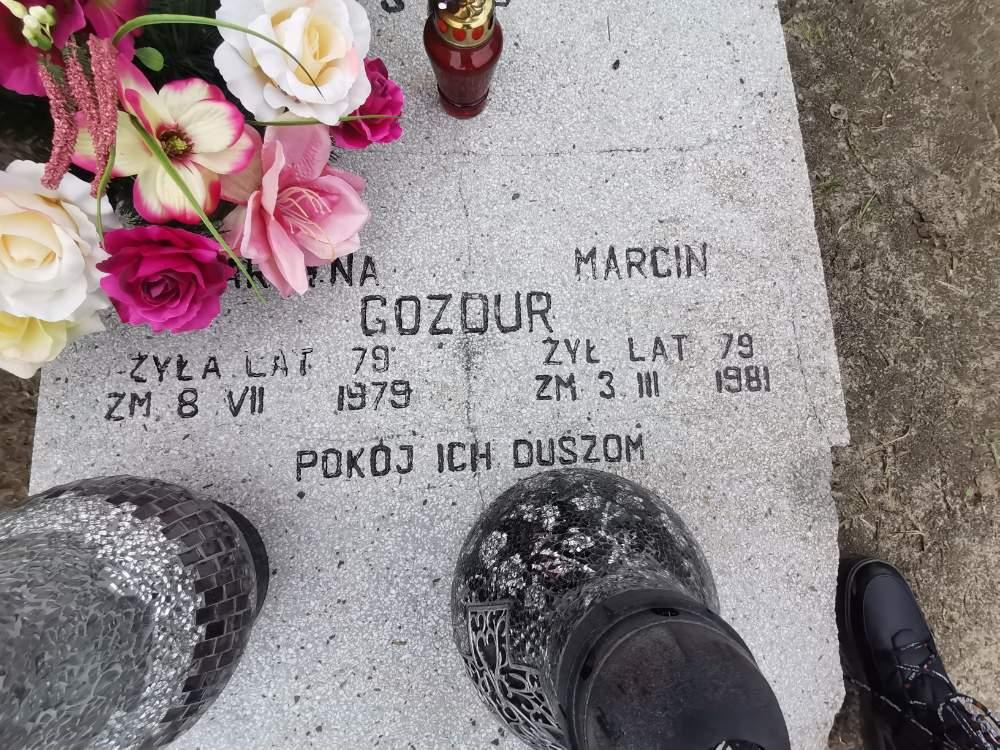 MARCIN
GOZDUR
ŻYŁA LAT 79 ŻYŁ LAT 79
ZM. 8 VII 1979 ZM. 3 III 1981
POKÓJ ICH DUSZOM